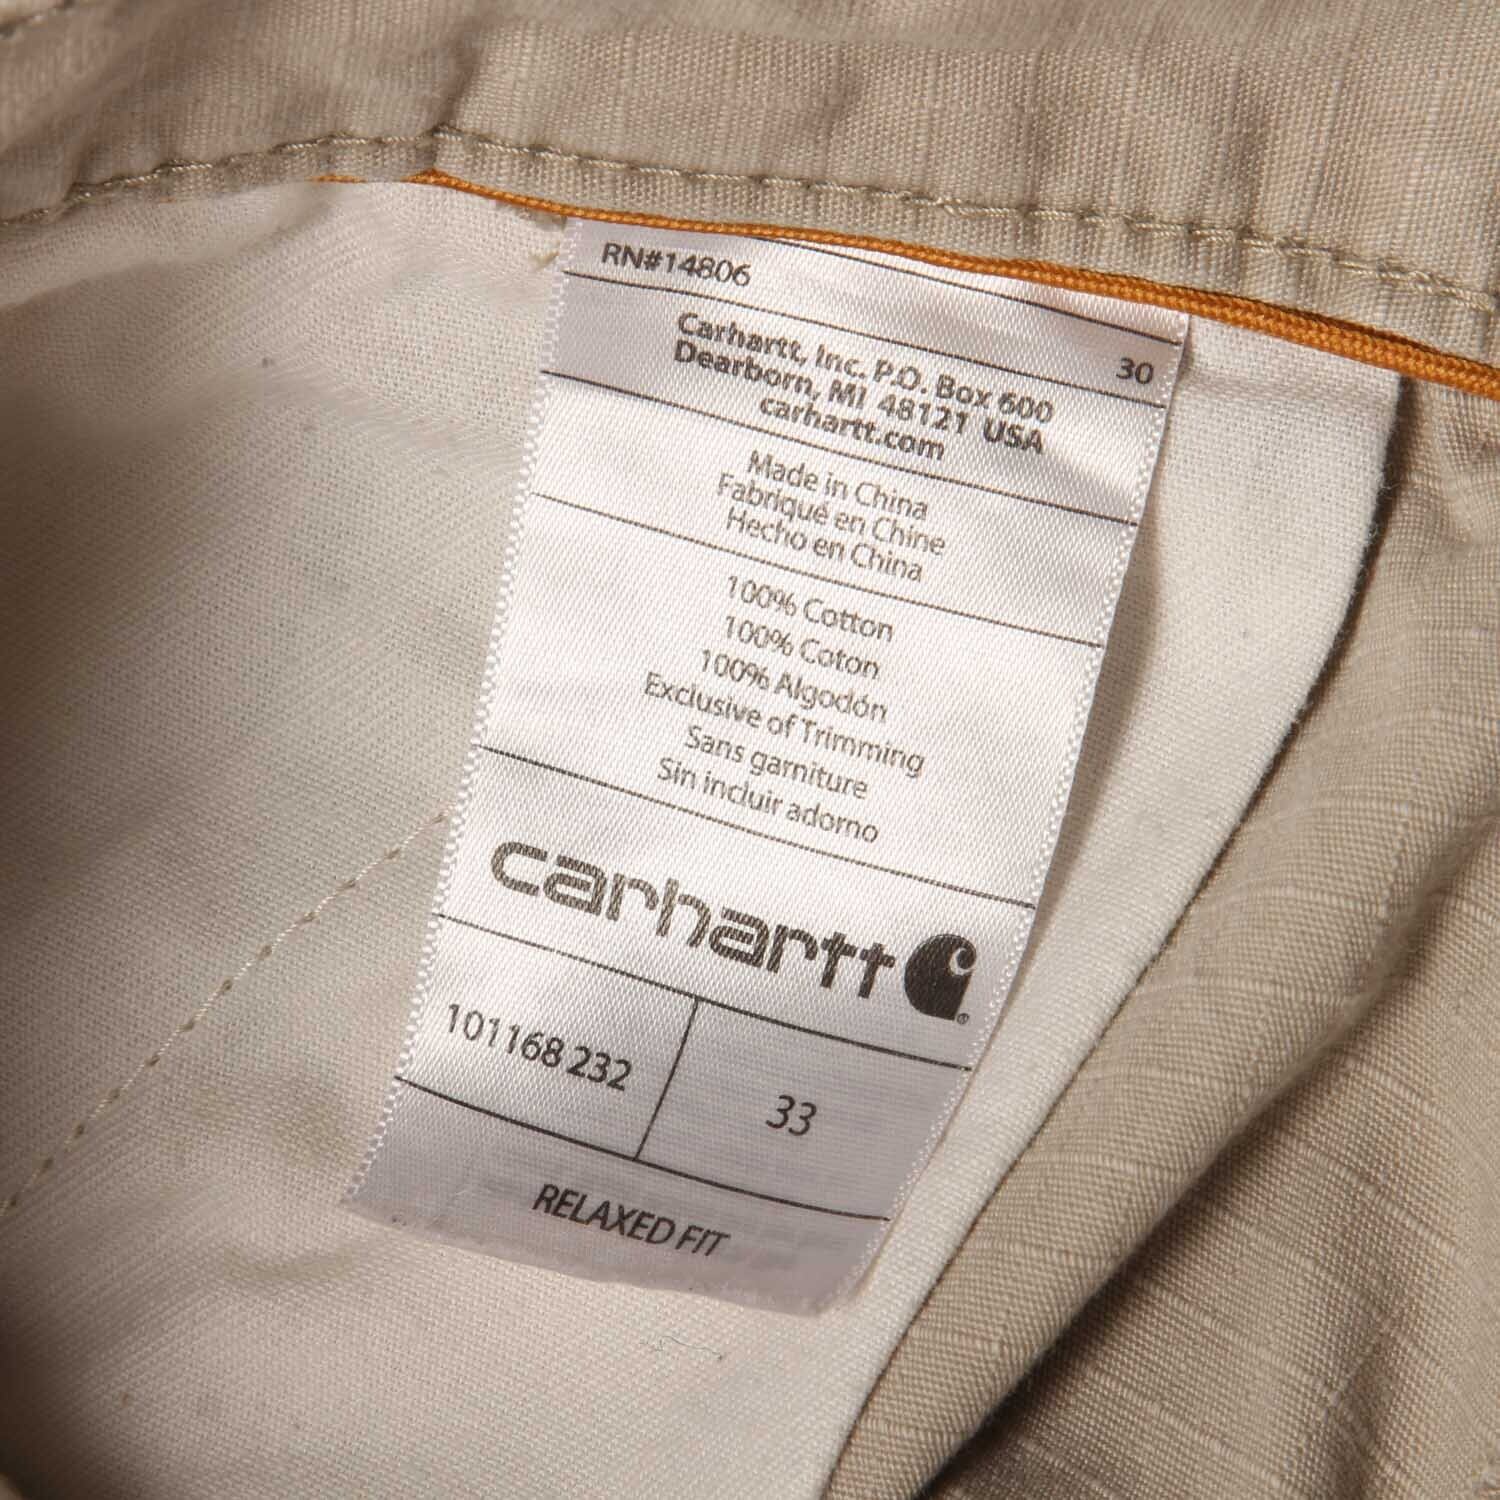 RN#14806
30
Carhartt, Inc. P.O. Box 600
Dearborn, MI 48121 USA
carhartt.com
Made in China
Fabriqué en Chine
Hecho en China
100% Cotton
100% Coton
100% Algodón
Exclusive of Trimming
Sans garniture
Sin incluir adorno
carhartt ®
101168 232
33
RELAXED FIT